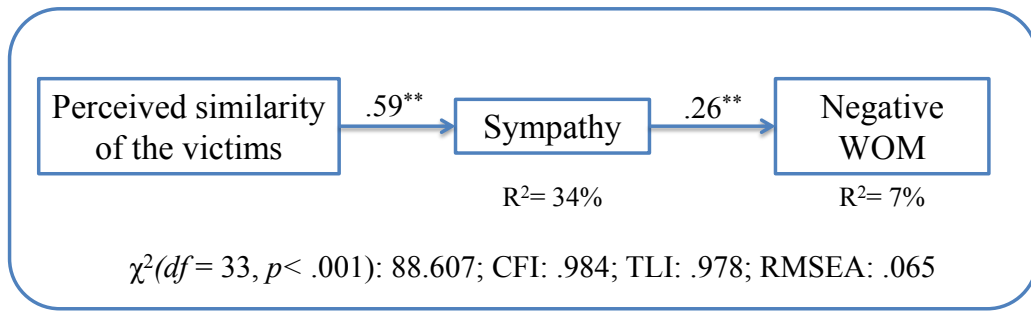 Perceived similarity
of the victims
.59**
Sympathy
.26**
Negative
WOM
R²= 34%
R²= 7%
χ²(df = 33, p< .001): 88.607; CFI: .984; TLI: .978; RMSEA: .065